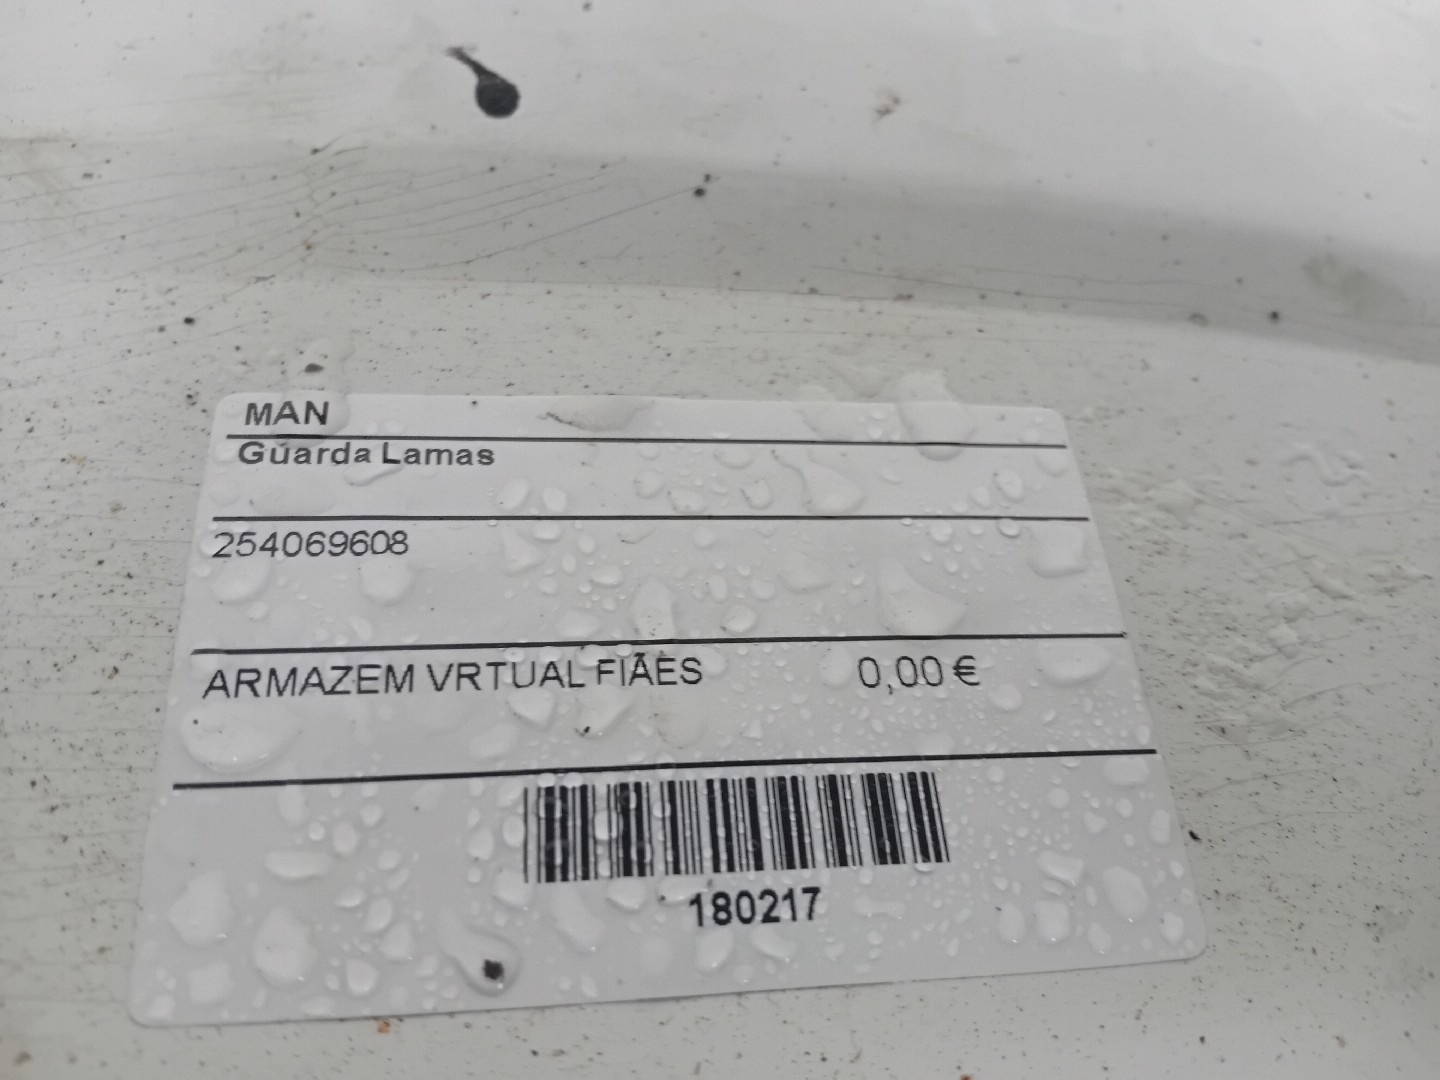 MAN
Guarda Lamas
254069608
ARMAZEM VRTUAL FIÃES 0,00 €
180217